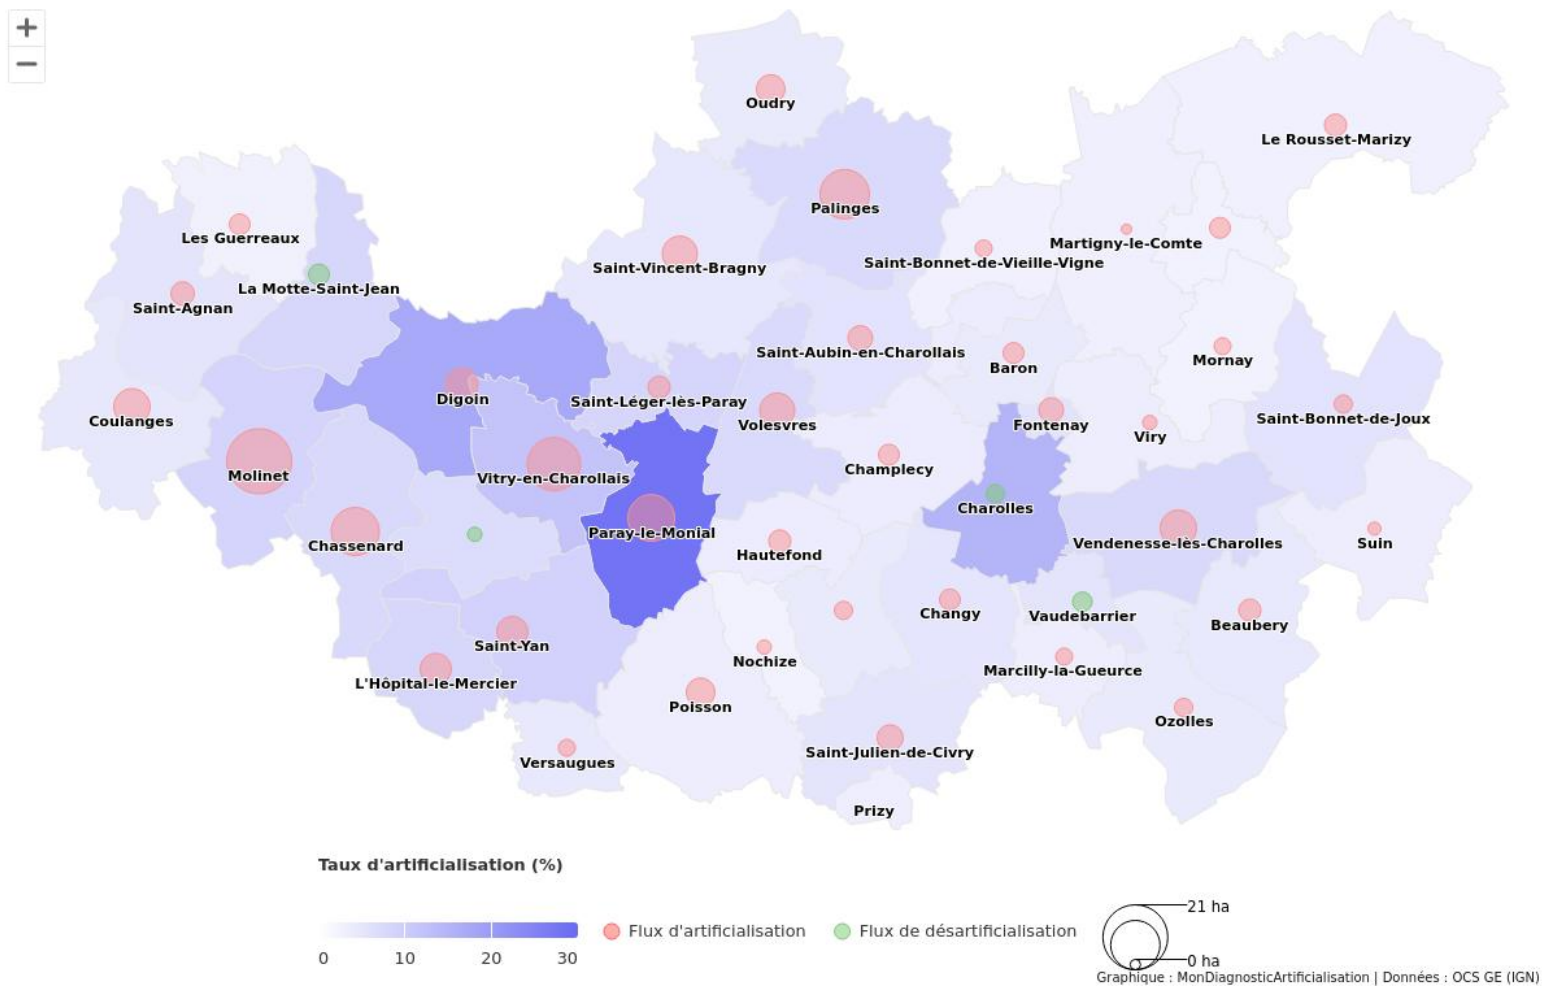 +
−
Oudry
Le Rousset-Marizy
Palinges
Les Guerreaux
Martigny-le-Comte
Saint-Bonnet-de-Vieille-Vigne
Saint-Vincent-Bragny
La Motte-Saint-Jean
Saint-Agnan
Saint-Aubin-en-Charollais
Mornay
Baron
Digoin
Saint-Léger-lès-Paray
Saint-Bonnet-de-Joux
Coulanges
Volesvres
Fontenay
Viry
Champlecy
Molinet
Vitry-en-Charollais
Charolles
Paray-le-Monial
Chassenard
Hautefond
Vendenesse-lès-Charolles
Suin
Changy
Vaudebarrier
Beaubery
Saint-Yan
Nochize
Marcilly-la-Gueurce
L'Hôpital-le-Mercier
Poisson
Ozolles
Saint-Julien-de-Civry
Versaugues
Prizy
Taux d'artificialisation (%)
0 10 20 30
Flux d'artificialisation
Flux de désartificialisation
21 ha
0 ha
Graphique : MonDiagnosticArtificialisation | Données : OCS GE (IGN)